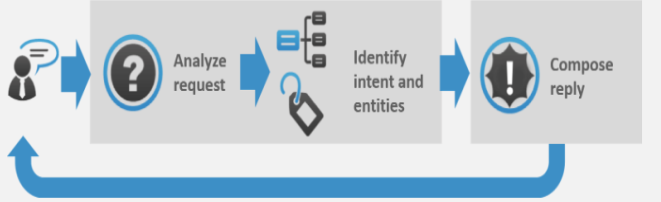 Analyze
request
Identify
intent and
entities
Compose
reply